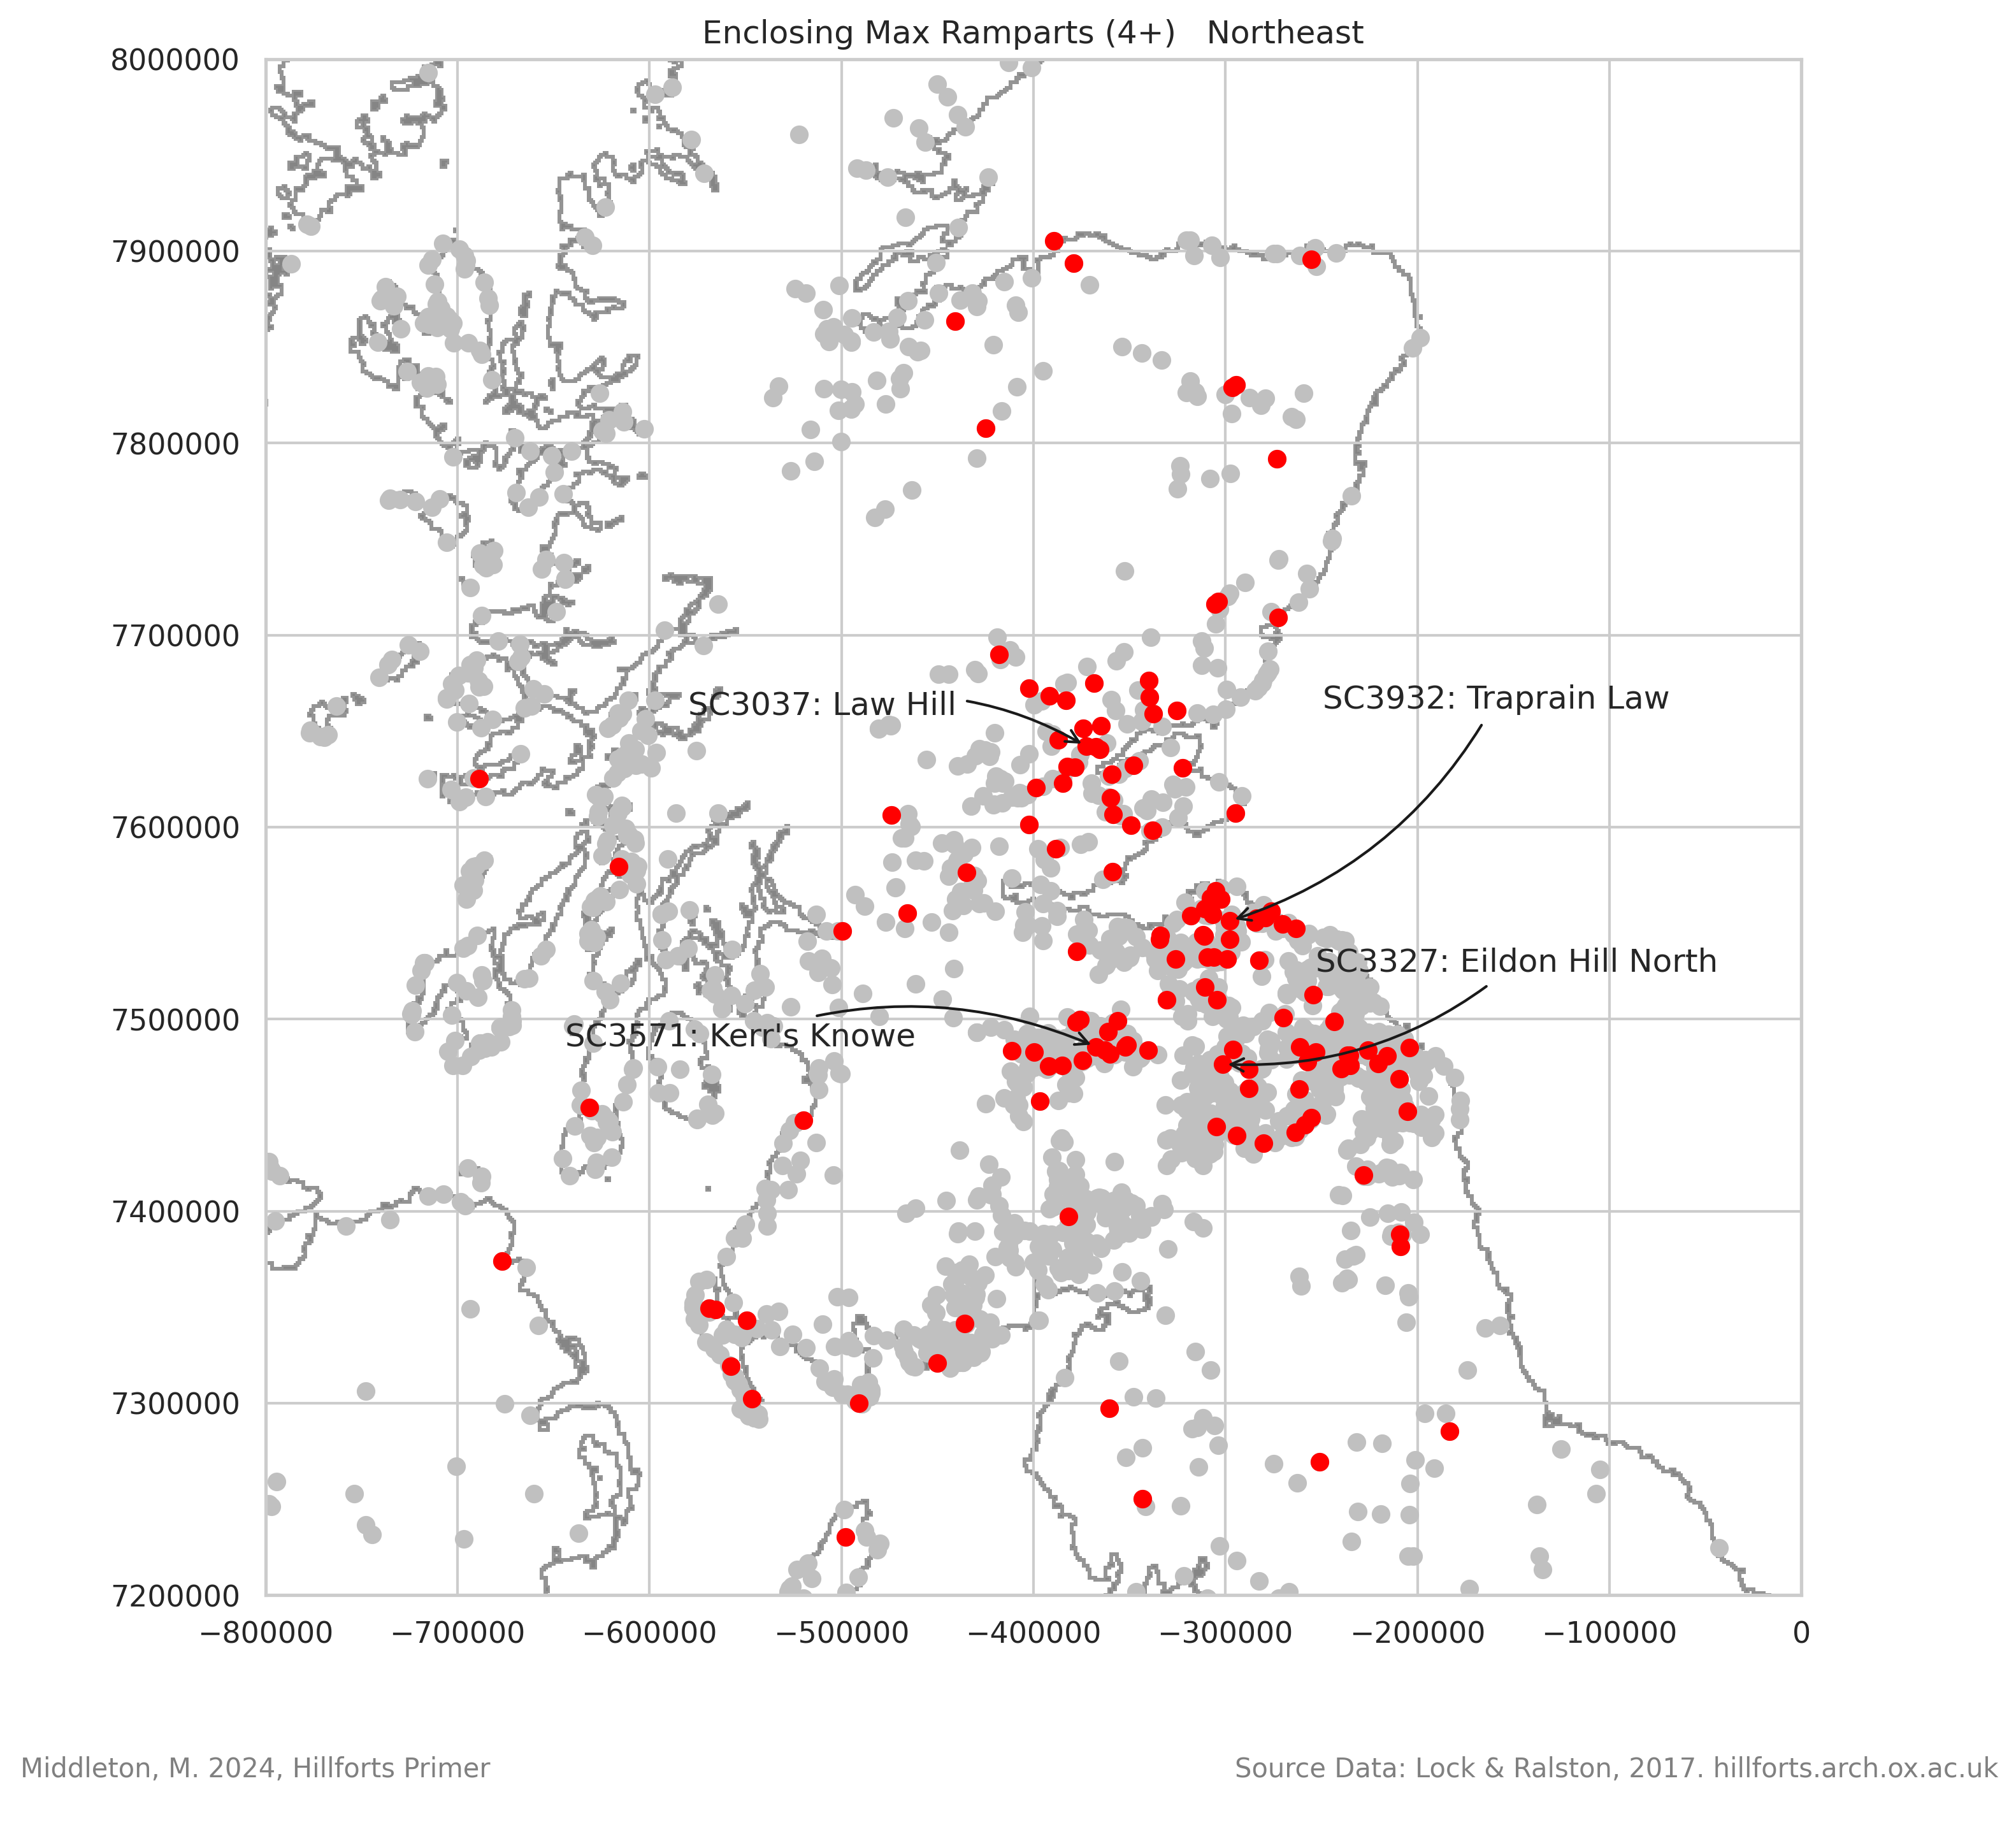 Enclosing Max Ramparts (4+)   Northeast
8000000
7900000
7800000
7700000
7600000
7500000
7400000
7300000
7200000
SC3037: Law Hill
SC3932: Traprain Law
SC3327: Eildon Hill North
SC3571: Kerr's Knowe
−800000 −700000 −600000 −500000 −400000 −300000 −200000 −100000 0
Middleton, M. 2024, Hillforts Primer
Source Data: Lock & Ralston, 2017. hillforts.arch.ox.ac.uk